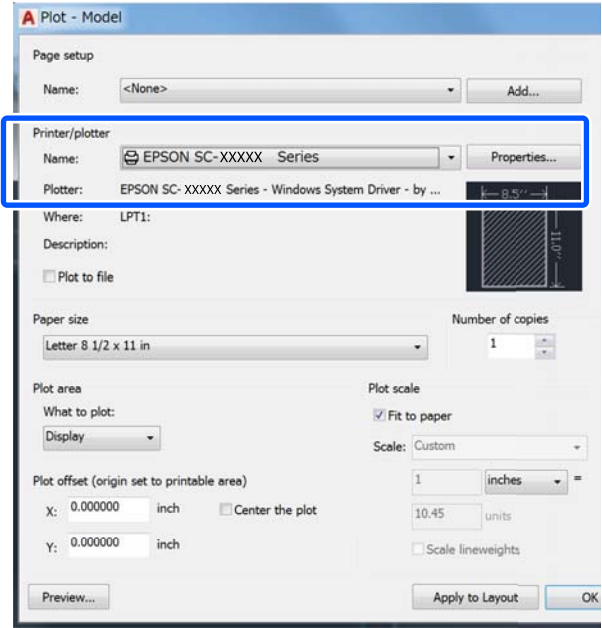 A Plot - Model
Page setup
Name: <None> Add...
Printer/plotter
Name: EPSON SC-XXXXX Series Properties...
Plotter: EPSON SC- XXXXX Series - Windows System Driver - by ...
8.5''
Where: LPT1:
11.0''
Description:
Plot to file
Paper size Number of copies
Letter 8 1/2 x 11 in 1
Plot area Plot scale
What to plot: Fit to paper
Display Scale: Custom
Plot offset (origin set to printable area) 1 inches =
X: 0.000000 inch Center the plot 10.45 units
Y: 0.000000 inch Scale lineweights
Preview... Apply to Layout OK